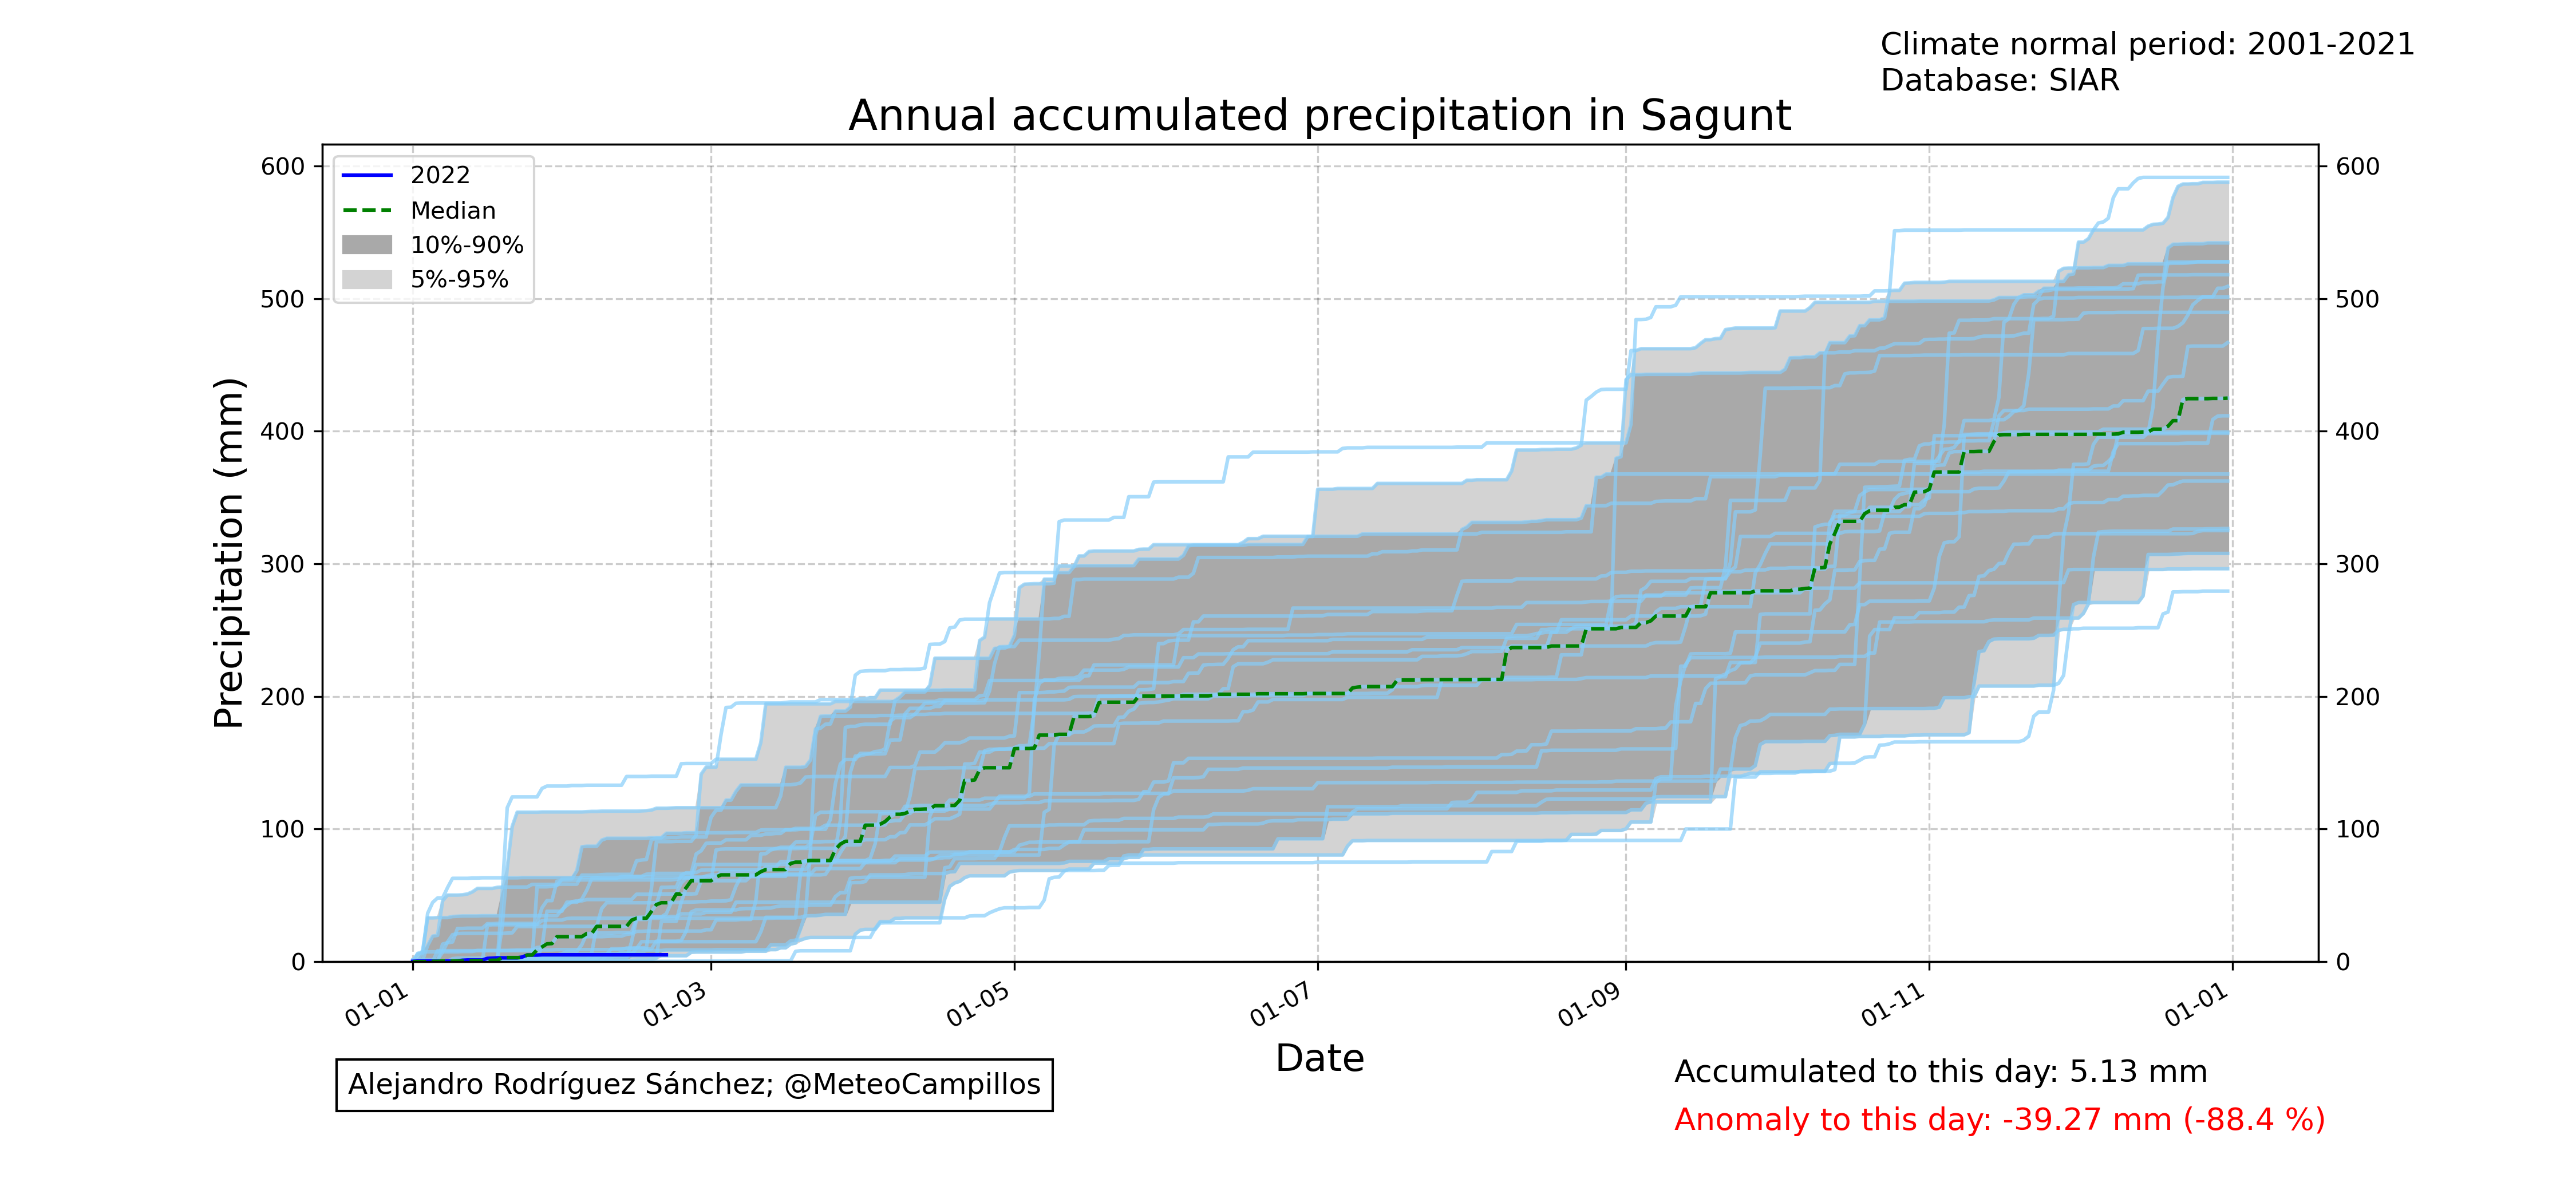 Climate normal period: 2001-2021
Database: SIAR
Annual accumulated precipitation in Sagunt
2022
Median
10%-90%
5%-95%
Precipitation (mm)
600
500
400
300
200
100
0
600
500
400
300
200
100
0
01-01
01-03
01-05
01-07
01-09
01-11
01-01
Date
Alejandro Rodríguez Sánchez; @MeteoCampillos
Accumulated to this day: 5.13 mm
Anomaly to this day: -39.27 mm (-88.4 %)